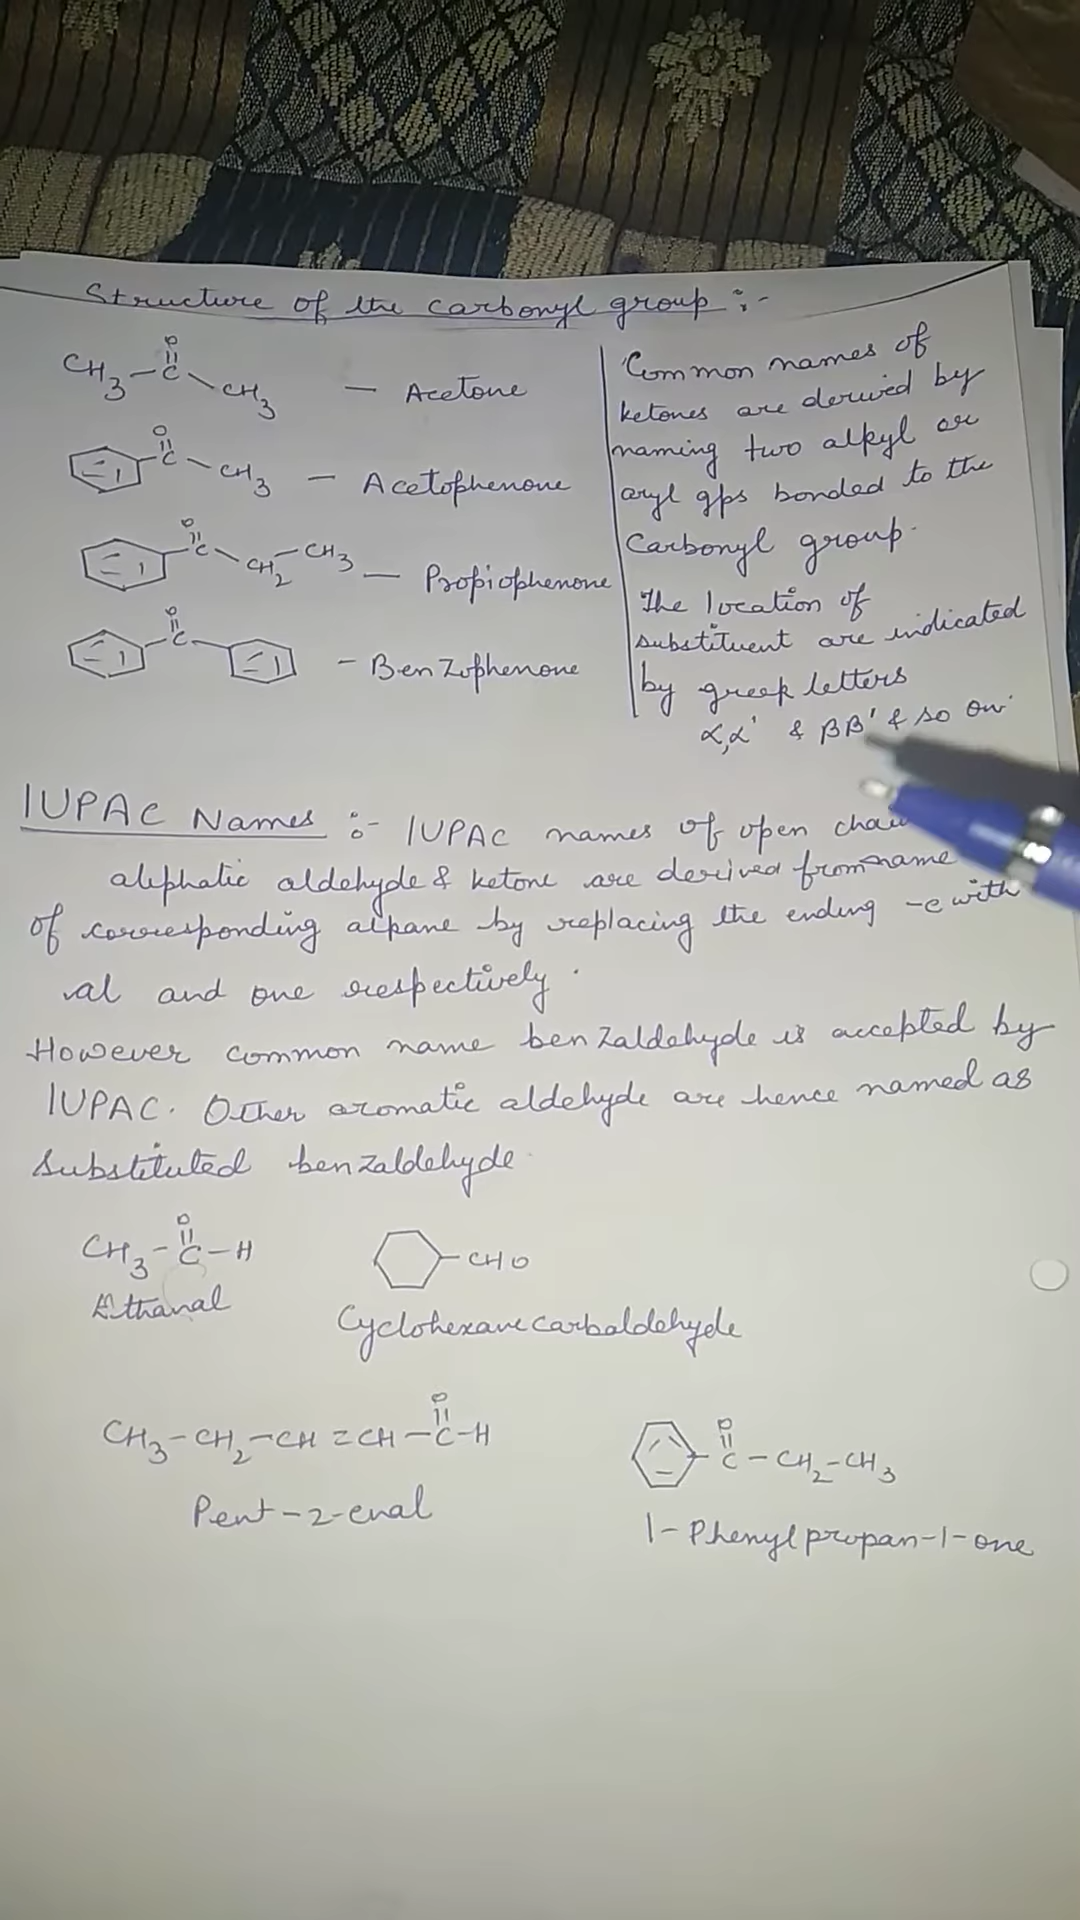 Structure of the carbonyl group :-
O
CH3-C-CH3 — Acetone
O
C-CH3 — Acetophenone
O
C-CH2-CH3 — Propiophenone
O
C — Benzophenone
Common names of
ketones are derived by
naming two alkyl or
aryl gps bonded to the
Carbonyl group.
The location of
substituent are indicated
by greek letters
α,α' & ββ' & so on.
IUPAC Names :- IUPAC names of open
aliphatic aldehyde & ketone are derived from name
of corresponding alkane by replacing the ending -e with
al and one respectively.
However common name benzaldehyde is accepted by
IUPAC. Other aromatic aldehyde are hence named as
Substituted benzaldehyde.
O
CH3-C-H
Ethanal
CHO
Cyclohexane carbaldehyde
O
CH3-CH2-CH=CH-C-H
Pent-2-enal
O
C-CH2-CH3
1-Phenylpropan-1-one